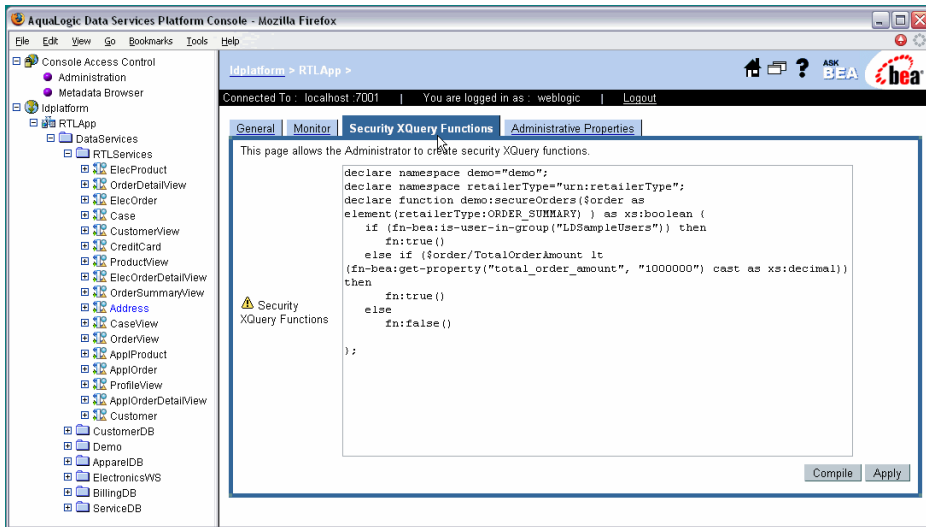 AquaLogic Data Services Platform Console - Mozilla Firefox
File Edit View Go Bookmarks Tools Help
Console Access Control
Administration
Metadata Browser
ldplatform
RTLApp
DataServices
RTLServices
ElecProduct
OrderDetailView
ElecOrder
Case
CustomerView
CreditCard
ProductView
ElecOrderDetailView
OrderSummaryView
Address
CaseView
OrderView
ApplProduct
ApplOrder
ProfileView
ApplOrderDetailView
Customer
CustomerDB
Demo
ApparelDB
ElectronicsWS
BillingDB
ServiceDB
ldplatform > RTLApp >
? ASK BEA bea
Connected To : localhost :7001 | You are logged in as : weblogic | Logout
General Monitor Security XQuery Functions Administrative Properties
This page allows the Administrator to create security XQuery functions.
Security
XQuery Functions
declare namespace demo="demo";
declare namespace retailerType="urn:retailerType";
declare function demo:secureOrders($order as
element(retailerType:ORDER_SUMMARY) ) as xs:boolean {
if (fn-bea:is-user-in-group("LDSampleUsers")) then
fn:true()
else if ($order/TotalOrderAmount lt
(fn-bea:get-property("total_order_amount", "1000000") cast as xs:decimal))
then
fn:true()
else
fn:false()
};
Compile Apply